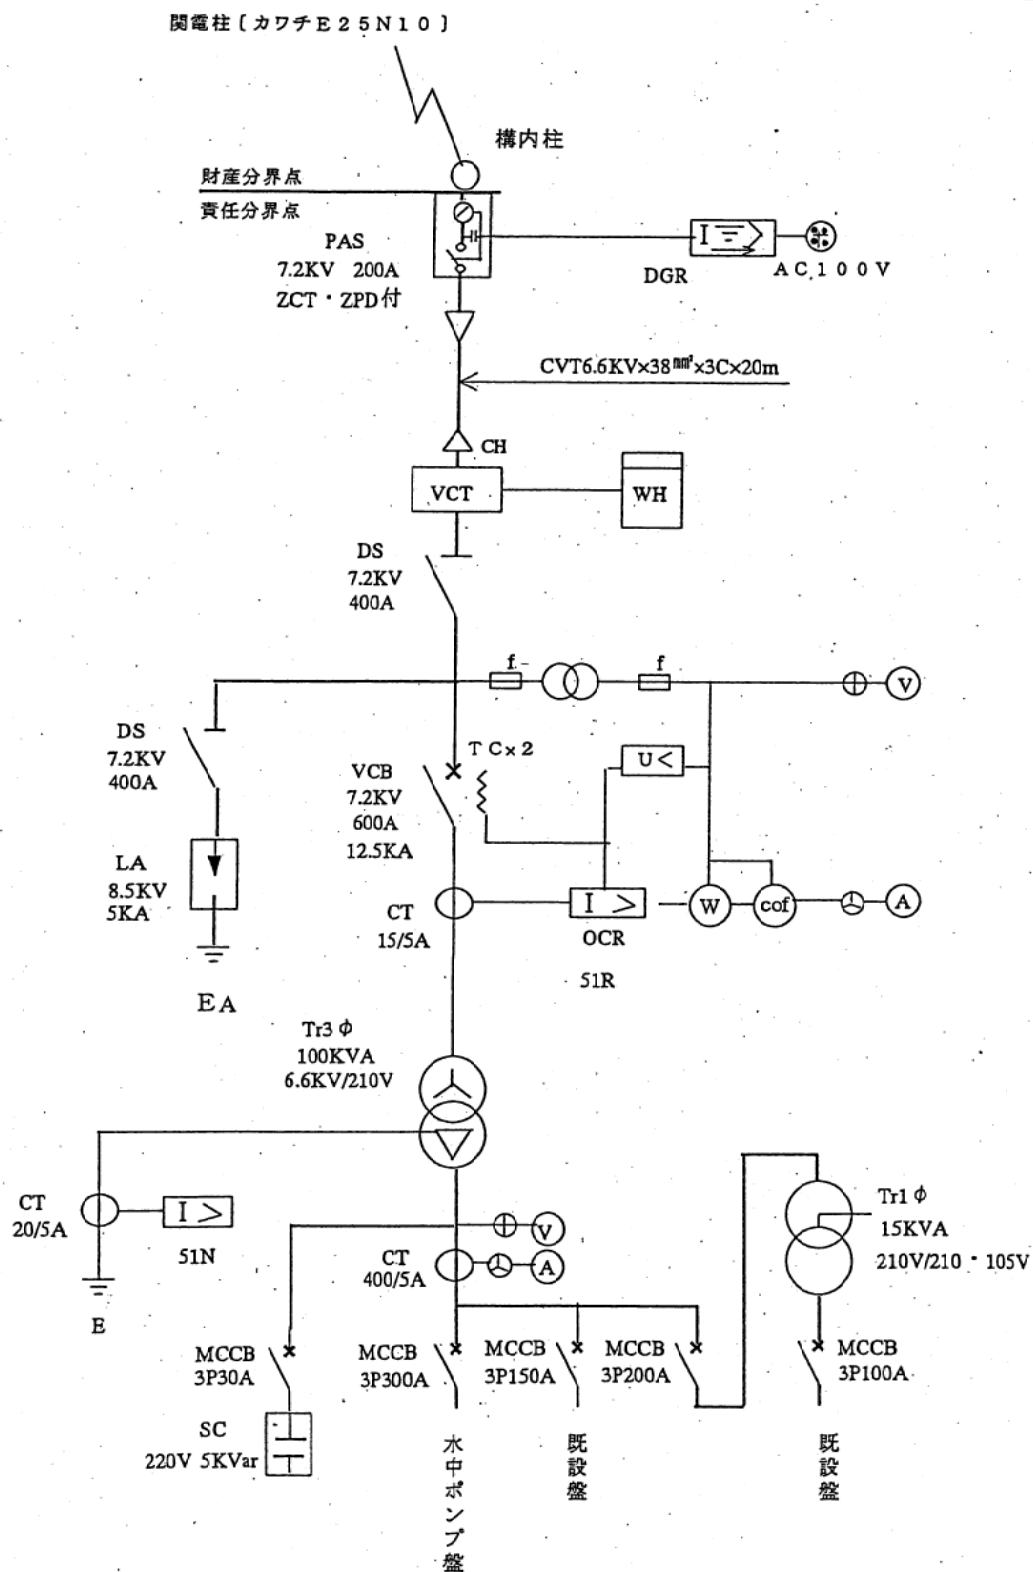 関電柱〔カワチE25N10〕
構内柱
財産分界点
責任分界点
PAS
7.2KV 200A
ZCT・ZPD付
I
DGR
AC100V
CVT6.6KV×38㎟×3C×20m
CH
VCT
WH
DS
7.2KV
400A
f
f
V
DS
7.2KV
400A
TC×2
U<
VCB
7.2KV
600A
12.5KA
LA
8.5KV
5KA
CT
15/5A
I >
W
cof
A
OCR
51R
EA
Tr3φ
100KVA
6.6KV/210V
CT
20/5A
I >
51N
E
V
CT
400/5A
A
Tr1φ
15KVA
210V/210・105V
MCCB
3P30A
MCCB
3P300A
MCCB
3P150A
MCCB
3P200A
MCCB
3P100A
SC
220V 5KVar
水中ポンプ盤
既設盤
既設盤